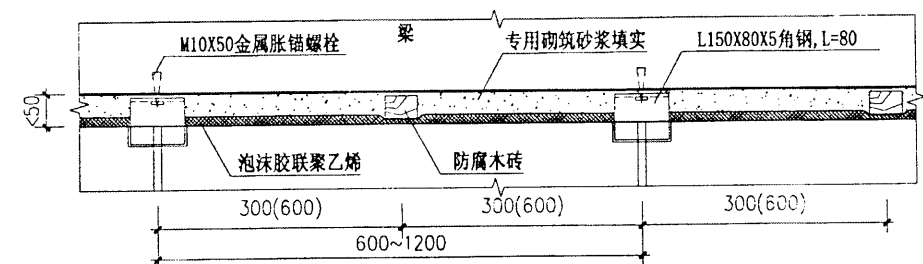 M10X50金属胀锚螺栓
梁
专用砌筑砂浆填实
L150X80X5角钢,L=80
<50
泡沫胶联聚乙烯
防腐木砖
300(600)
300(600)
300(600)
600~1200